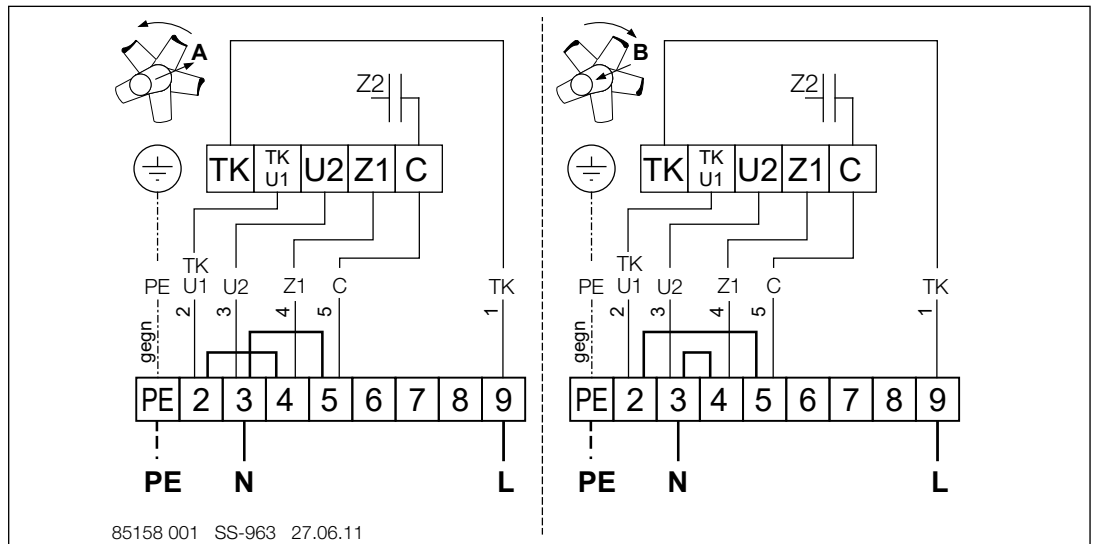 A
B
Z2
Z2
TK TK U1 U2 Z1 C
TK TK U1 U2 Z1 C
PE TK U1 U2 Z1 C TK
PE TK U1 U2 Z1 C TK
gegn 2 3 4 5 1
gegn 2 3 4 5 1
PE 2 3 4 5 6 7 8 9
PE 2 3 4 5 6 7 8 9
PE N L
PE N L
85158 001 SS-963 27.06.11